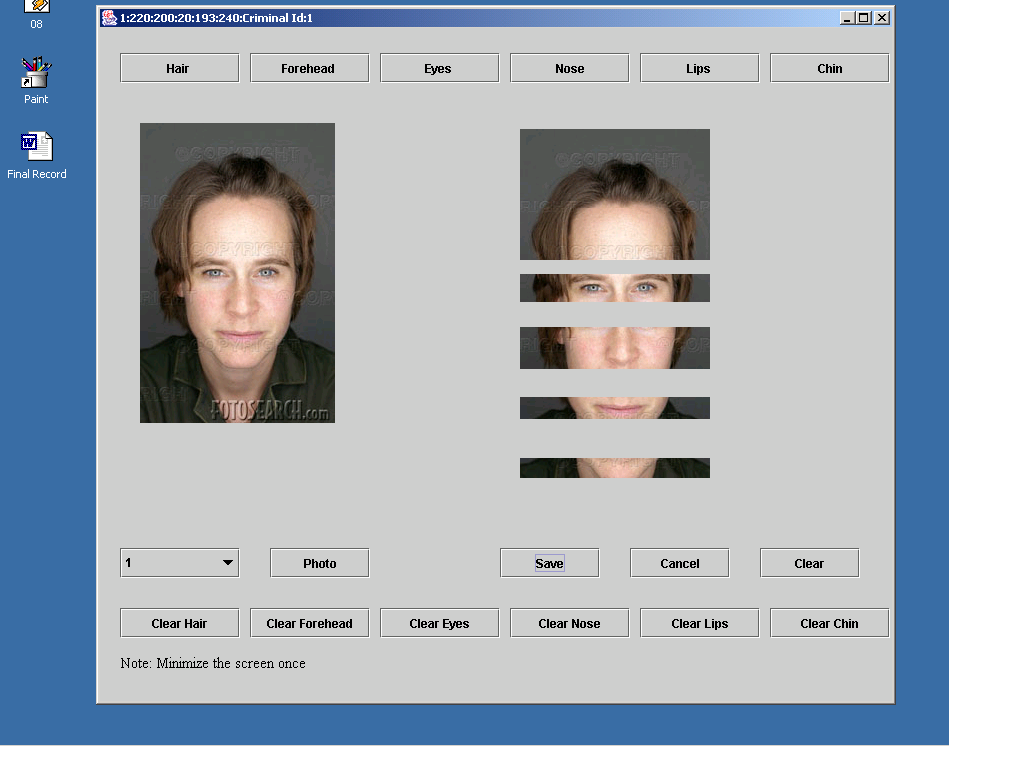 08
Paint
Final Record
1:220:200:20:193:240:Criminal Id:1
Hair
Forehead
Eyes
Nose
Lips
Chin
©COPYRIGHT
©COPYRIGHT
©COPYRIGHT
FOTOSEARCH.com
1
Photo
Save
Cancel
Clear
Clear Hair
Clear Forehead
Clear Eyes
Clear Nose
Clear Lips
Clear Chin
Note: Minimize the screen once